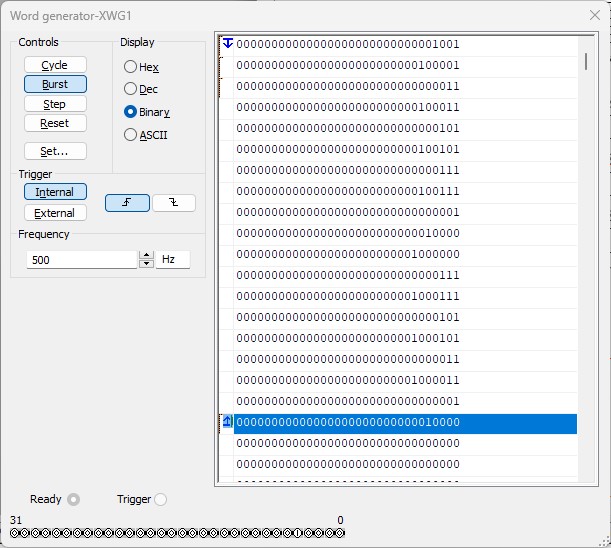 Word generator-XWG1
Controls
Cycle
Burst
Step
Reset
Set...
Display
Hex
Dec
Binary
ASCII
Trigger
Internal
External
Frequency
500 Hz
00000000000000000000000000001001
00000000000000000000000000100001
00000000000000000000000000000011
00000000000000000000000000100011
00000000000000000000000000000101
00000000000000000000000000100101
00000000000000000000000000000111
00000000000000000000000000100111
00000000000000000000000000000001
00000000000000000000000000010000
00000000000000000000000001000000
00000000000000000000000000000111
00000000000000000000000001000111
00000000000000000000000000000101
00000000000000000000000001000101
00000000000000000000000000000011
00000000000000000000000001000011
00000000000000000000000000000001
00000000000000000000000000010000
00000000000000000000000000000000
00000000000000000000000000000000
Ready
Trigger
31 0